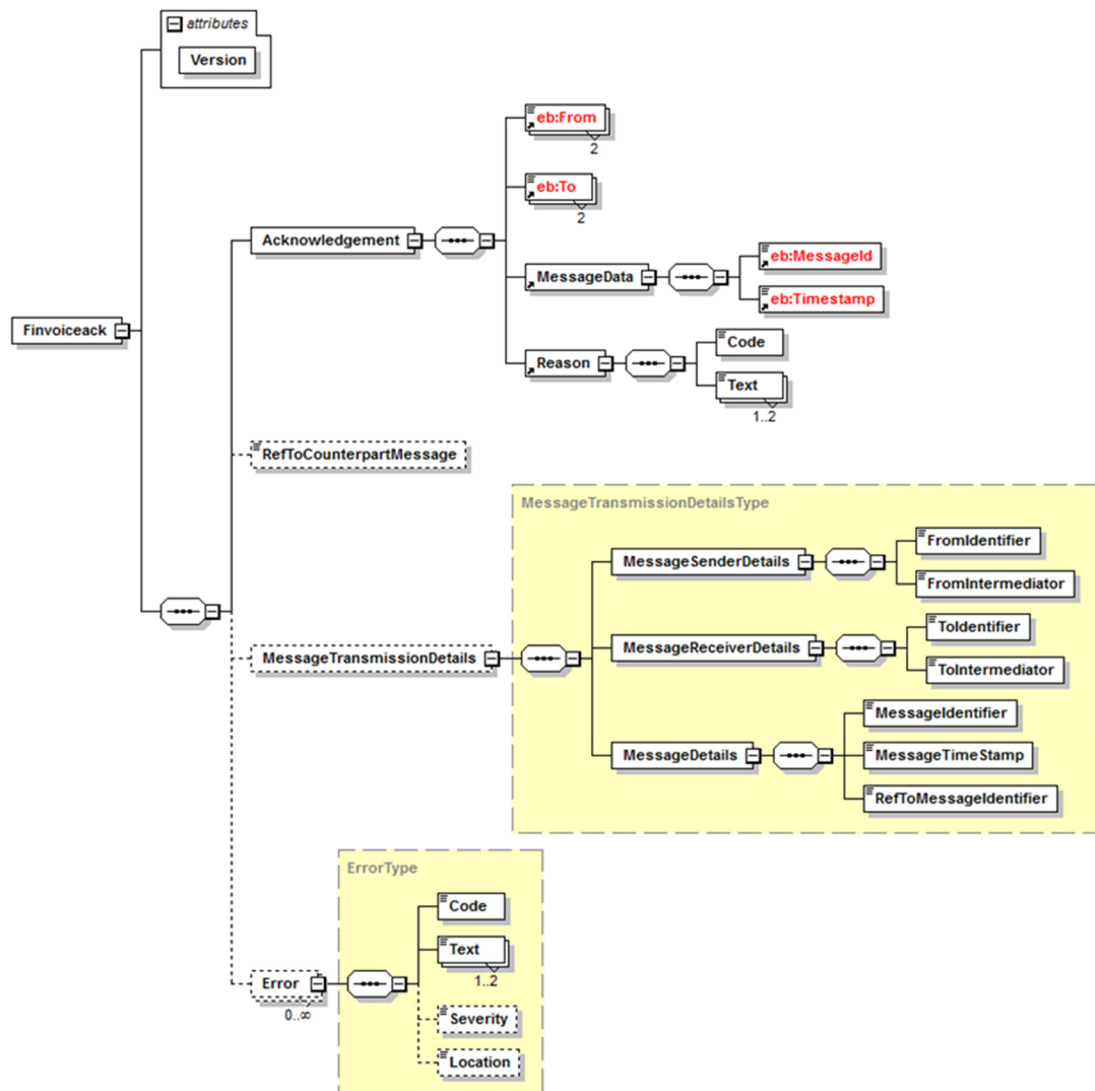 attributes
Version
eb:From
2
eb:To
2
Acknowledgement
MessageData
eb:MessageId
eb:Timestamp
Finvoiceack
Reason
Code
Text
1..2
RefToCounterpartMessage
MessageTransmissionDetailsType
MessageSenderDetails
FromIdentifier
FromIntermediator
MessageTransmissionDetails
MessageReceiverDetails
ToIdentifier
ToIntermediator
MessageDetails
MessageIdentifier
MessageTimeStamp
RefToMessageIdentifier
ErrorType
Code
Text
1..2
Error
0..∞
Severity
Location